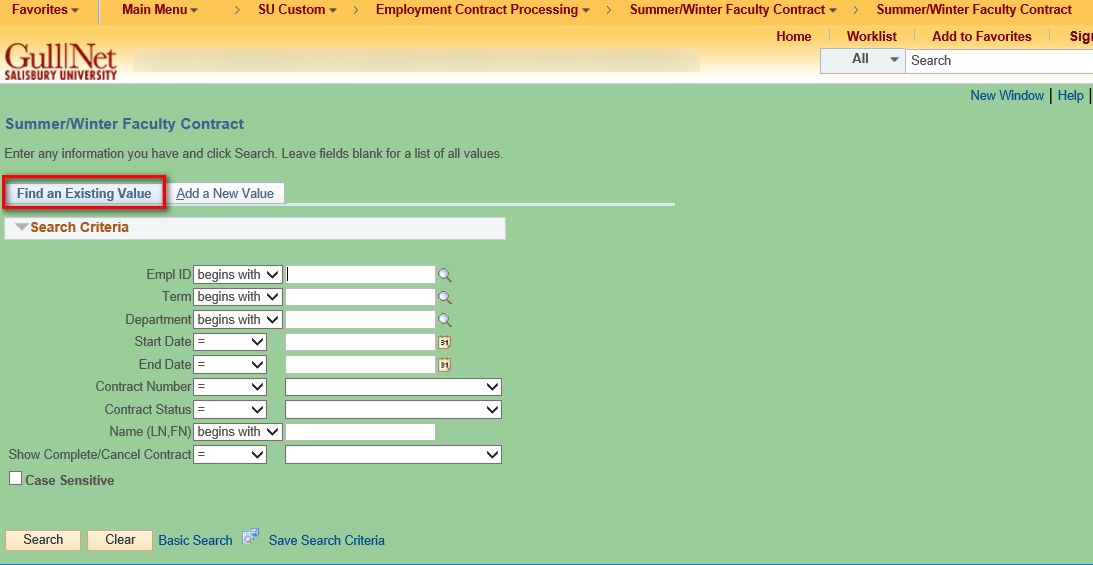 Favorites Main Menu > SU Custom > Employment Contract Processing > Summer/Winter Faculty Contract > Summer/Winter Faculty Contract
Home Worklist Add to Favorites Sig
Gull Net
SALISBURY UNIVERSITY
All Search
New Window | Help |
Summer/Winter Faculty Contract
Enter any information you have and click Search. Leave fields blank for a list of all values.
Find an Existing Value Add a New Value
Search Criteria
Empl ID begins with
Term begins with
Department begins with
Start Date = 31
End Date = 31
Contract Number =
Contract Status =
Name (LN,FN) begins with
Show Complete/Cancel Contract =
Case Sensitive
Search Clear Basic Search Save Search Criteria